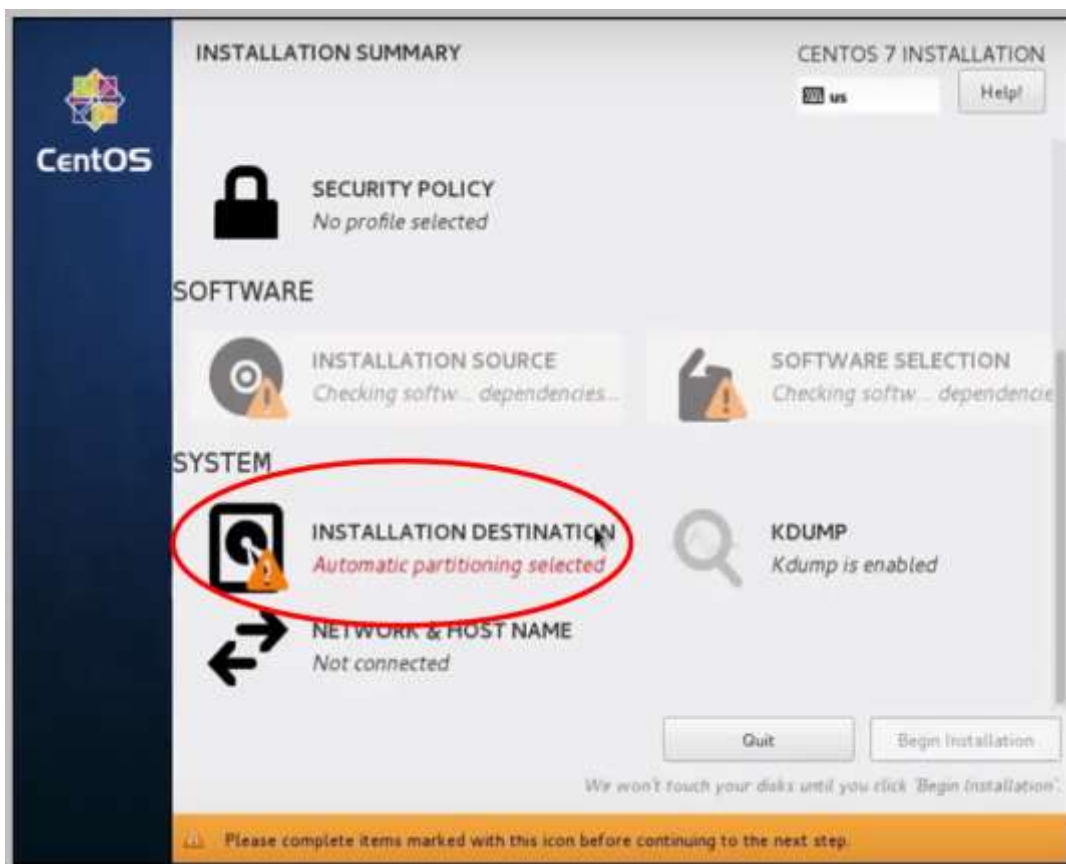 INSTALLATION SUMMARY
CENTOS 7 INSTALLATION
us
Help!
CentOS
SECURITY POLICY
No profile selected
SOFTWARE
INSTALLATION SOURCE
Checking softw... dependencies...
SOFTWARE SELECTION
Checking softw... dependencie
SYSTEM
INSTALLATION DESTINATION
Automatic partitioning selected
KDUMP
Kdump is enabled
NETWORK & HOST NAME
Not connected
Quit
Begin Installation
We won't touch your disks until you click 'Begin Installation'.
Please complete items marked with this icon before continuing to the next step.